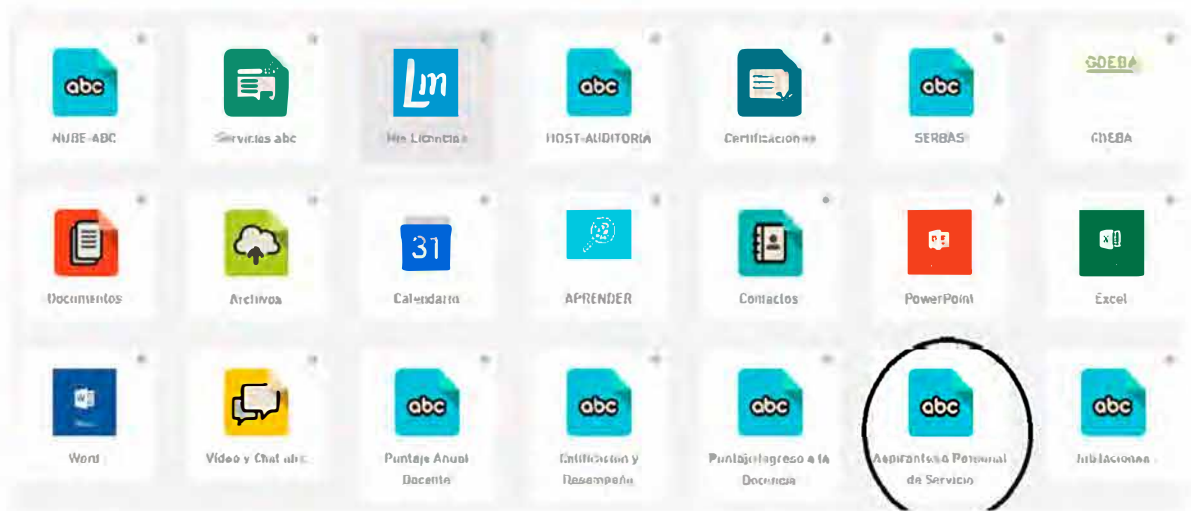 abc
Lm
abc
abc
GDEBA
NUBE-ABC
Servicios abc
Mis Licencias
HOST-AUDITORIA
Certificaciones
SERBAS
GDEBA
31
Documentos
Archivos
Calendario
APRENDER
Contactos
PowerPoint
Excel
abc
abc
abc
abc
abc
Word
Video y Chat abc
Puntaje Anual
Docente
Calificación y
Desempeño
Puntaje Ingreso a la
Docencia
Aspirantes a Personal
de Servicio
Jubilaciones